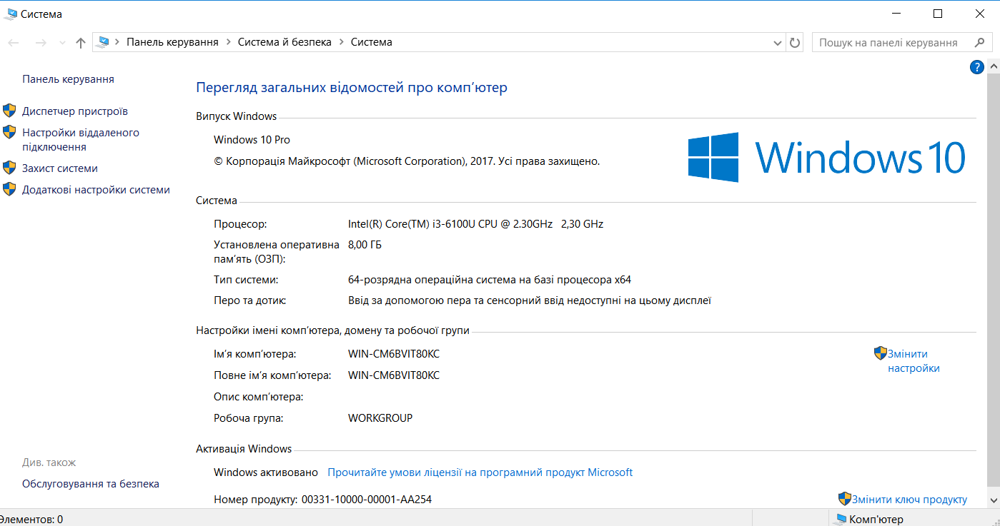 Система
Панель керування > Система й безпека > Система
Пошук на панелі керування
Панель керування
Диспетчер пристроїв
Настройки віддаленого
підключення
Захист системи
Додаткові настройки системи
Див. також
Обслуговування та безпека
?
Перегляд загальних відомостей про комп’ютер
Випуск Windows
Windows 10 Pro
© Корпорація Майкрософт (Microsoft Corporation), 2017. Усі права захищено.
Windows 10
Система
Процесор: Intel(R) Core(TM) i3-6100U CPU @ 2.30GHz 2,30 GHz
Установлена оперативна 8,00 ГБ
пам’ять (ОЗП):
Тип системи: 64-розрядна операційна система на базі процесора x64
Перо та дотик: Ввід за допомогою пера та сенсорний ввід недоступні на цьому дисплеї
Настройки імені комп’ютера, домену та робочої групи
Ім’я комп’ютера: WIN-CM6BVIT80KC
Змінити
настройки
Повне ім’я комп’ютера: WIN-CM6BVIT80KC
Опис комп’ютера:
Робоча група: WORKGROUP
Активація Windows
Windows активовано Прочитайте умови ліцензії на програмний продукт Microsoft
Номер продукту: 00331-10000-00001-AA254
Змінити ключ продукту
Элементов: 0
Комп’ютер